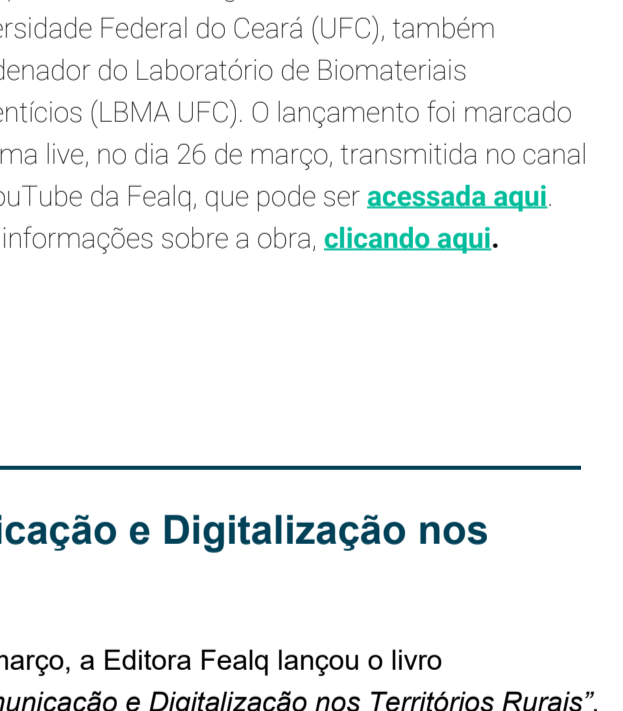 ersidade Federal do Ceará (UFC), também
denador do Laboratório de Biomateriais
entícios (LBMA UFC). O lançamento foi marcado
ma live, no dia 26 de março, transmitida no canal
ouTube da Fealq, que pode ser acessada aqui.
informações sobre a obra, clicando aqui.
icação e Digitalização nos
março, a Editora Fealq lançou o livro
municação e Digitalização nos Territórios Rurais”.